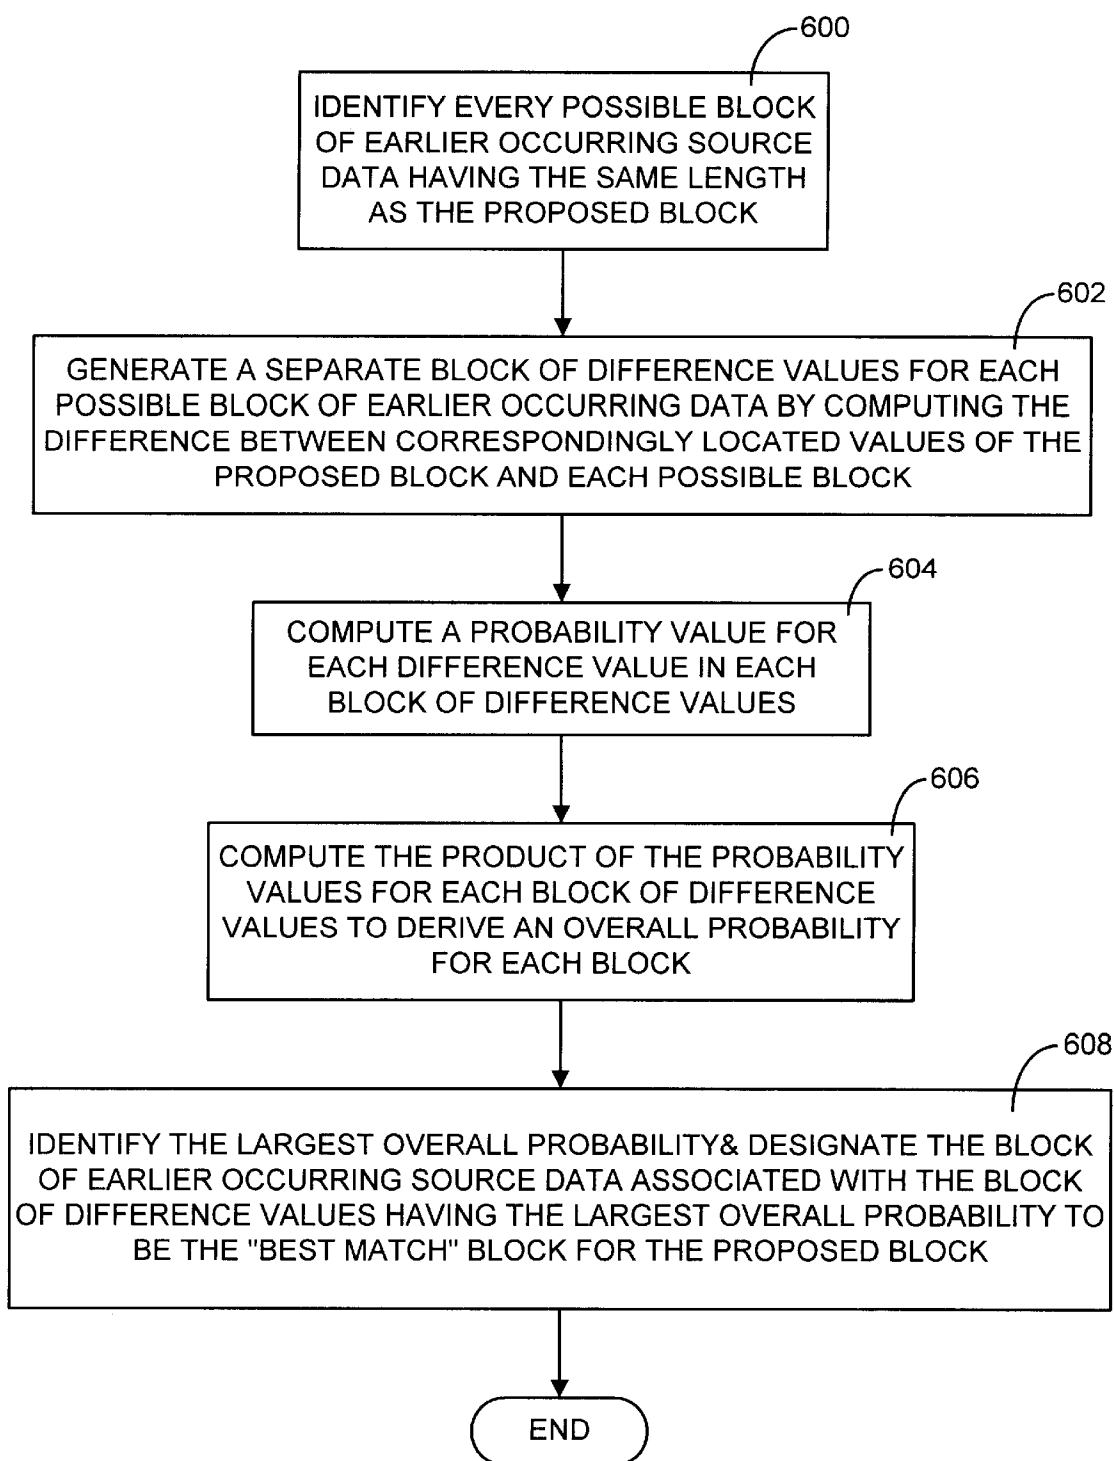 600
IDENTIFY EVERY POSSIBLE BLOCK
OF EARLIER OCCURRING SOURCE
DATA HAVING THE SAME LENGTH
AS THE PROPOSED BLOCK
602
GENERATE A SEPARATE BLOCK OF DIFFERENCE VALUES FOR EACH
POSSIBLE BLOCK OF EARLIER OCCURRING DATA BY COMPUTING THE
DIFFERENCE BETWEEN CORRESPONDINGLY LOCATED VALUES OF THE
PROPOSED BLOCK AND EACH POSSIBLE BLOCK
604
COMPUTE A PROBABILITY VALUE FOR
EACH DIFFERENCE VALUE IN EACH
BLOCK OF DIFFERENCE VALUES
606
COMPUTE THE PRODUCT OF THE PROBABILITY
VALUES FOR EACH BLOCK OF DIFFERENCE
VALUES TO DERIVE AN OVERALL PROBABILITY
FOR EACH BLOCK
608
IDENTIFY THE LARGEST OVERALL PROBABILITY& DESIGNATE THE BLOCK
OF EARLIER OCCURRING SOURCE DATA ASSOCIATED WITH THE BLOCK
OF DIFFERENCE VALUES HAVING THE LARGEST OVERALL PROBABILITY TO
BE THE "BEST MATCH" BLOCK FOR THE PROPOSED BLOCK
END